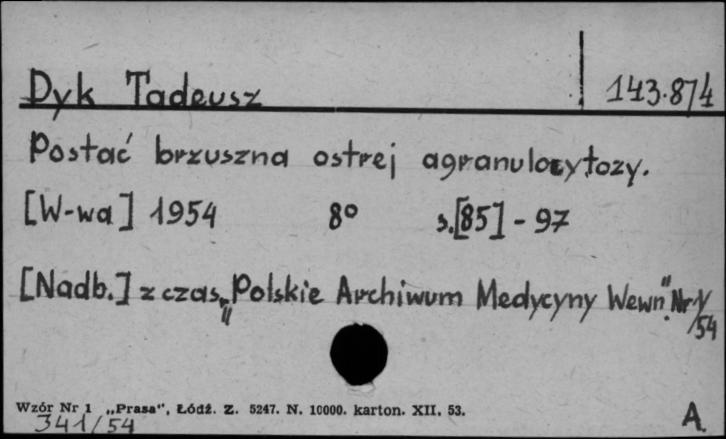 Dyk Tadeusz 143.874
Postać brzuszna ostrej agranulocytozy.
[W-wa] 1954 8° s.[85] - 97
[Nadb.] z czas. „Polskie Archiwum Medycyny Wewn." Nr 1/54
Wzór Nr 1 „Prasa", Łódź. Z. 5247. N. 10000. karton. XII. 53.
341/54 A.